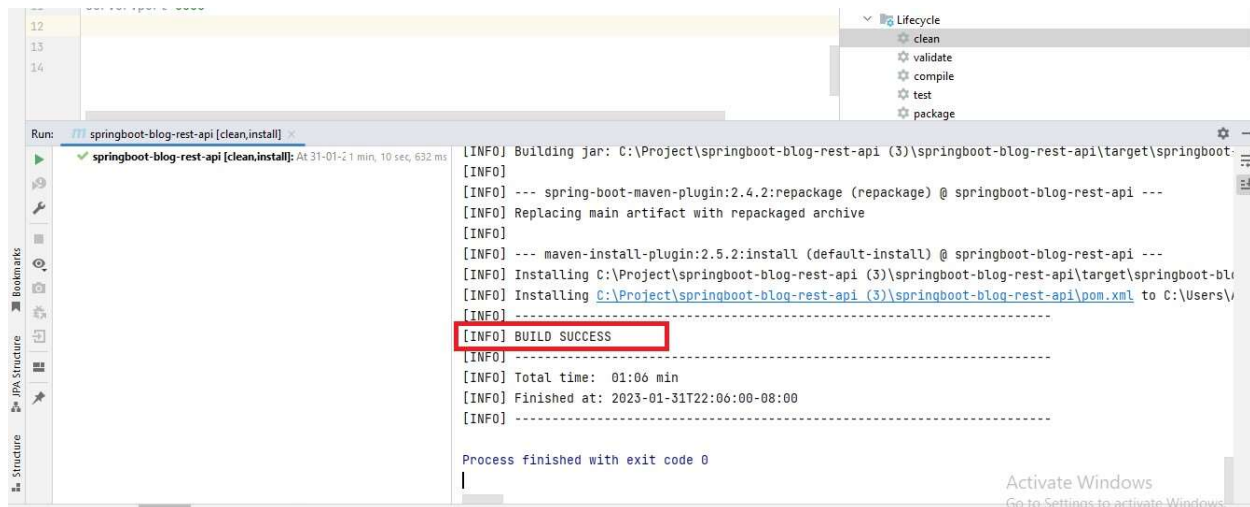 12
13
14
Lifecycle
clean
validate
compile
test
package
Run: springboot-blog-rest-api [clean,install] ×
springboot-blog-rest-api [clean,install]: At 31-01-2 1 min, 10 sec, 632 ms
[INFO] Building jar: C:\Project\springboot-blog-rest-api (3)\springboot-blog-rest-api\target\springboot-
[INFO]
[INFO] --- spring-boot-maven-plugin:2.4.2:repackage (repackage) @ springboot-blog-rest-api ---
[INFO] Replacing main artifact with repackaged archive
[INFO]
[INFO] --- maven-install-plugin:2.5.2:install (default-install) @ springboot-blog-rest-api ---
[INFO] Installing C:\Project\springboot-blog-rest-api (3)\springboot-blog-rest-api\target\springboot-blo
[INFO] Installing C:\Project\springboot-blog-rest-api (3)\springboot-blog-rest-api\pom.xml to C:\Users\A
[INFO] ------------------------------------------------------------------------
[INFO] BUILD SUCCESS
[INFO] ------------------------------------------------------------------------
[INFO] Total time:  01:06 min
[INFO] Finished at: 2023-01-31T22:06:00-08:00
[INFO] ------------------------------------------------------------------------
Process finished with exit code 0
Bookmarks
JPA Structure
Structure
Activate Windows
Go to Settings to activate Windows.